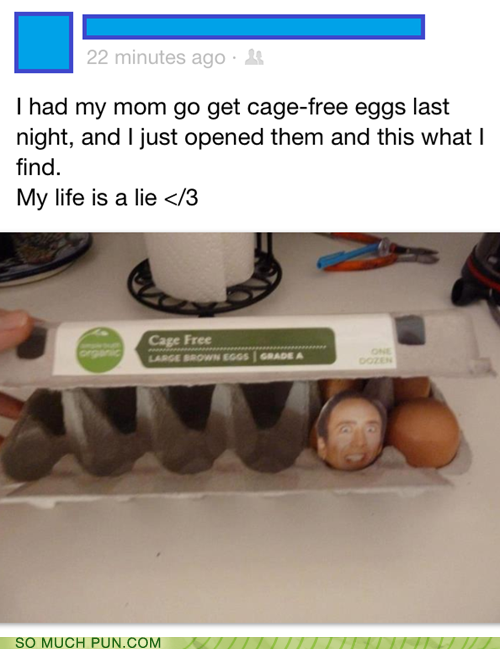 22 minutes ago ·
I had my mom go get cage-free eggs last
night, and I just opened them and this what I
find.
My life is a lie </3
organic
Cage Free
LARGE BROWN EGGS | GRADE A
ONE
DOZEN
SO MUCH PUN.COM